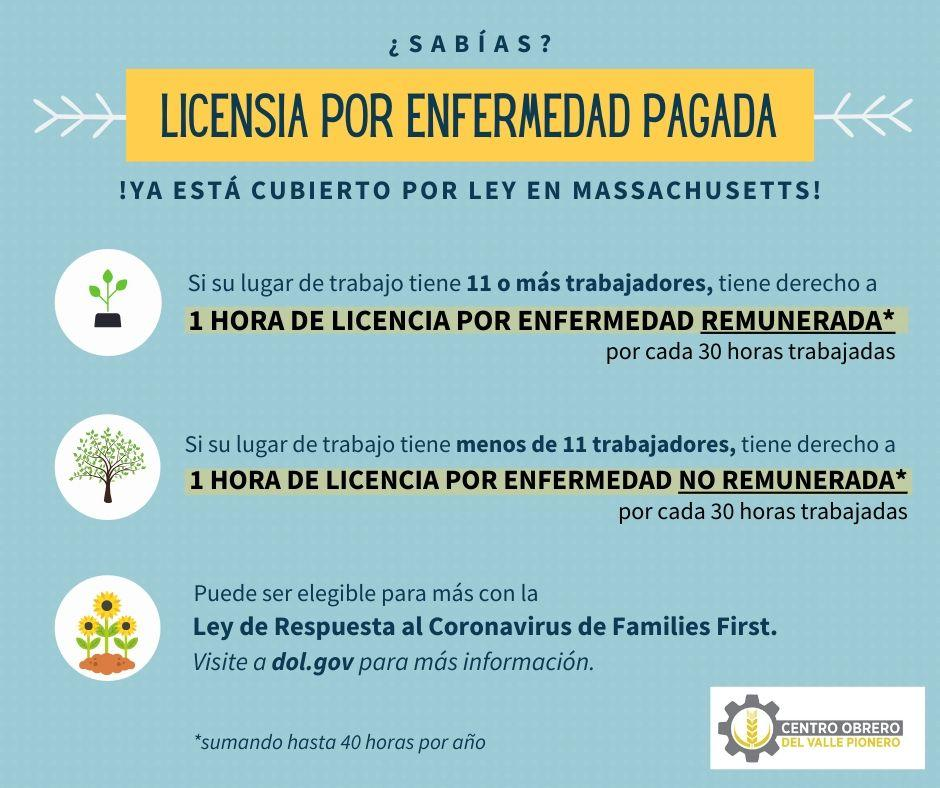 ¿SABÍAS?
LICENSIA POR ENFERMEDAD PAGADA
!YA ESTÁ CUBIERTO POR LEY EN MASSACHUSETTS!
Si su lugar de trabajo tiene 11 o más trabajadores, tiene derecho a
1 HORA DE LICENCIA POR ENFERMEDAD REMUNERADA*
por cada 30 horas trabajadas
Si su lugar de trabajo tiene menos de 11 trabajadores, tiene derecho a
1 HORA DE LICENCIA POR ENFERMEDAD NO REMUNERADA*
por cada 30 horas trabajadas
Puede ser elegible para más con la
Ley de Respuesta al Coronavirus de Families First.
Visite a dol.gov para más información.
*sumando hasta 40 horas por año
CENTRO OBRERO
DEL VALLE PIONERO